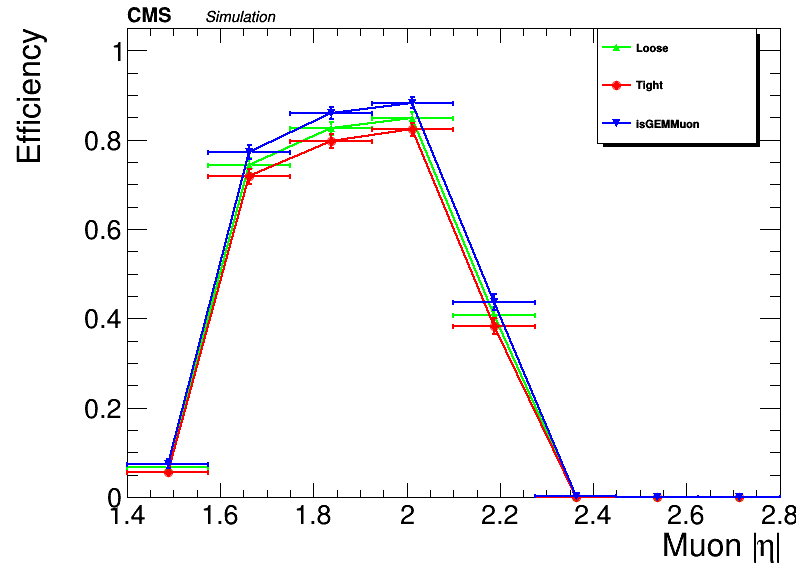 CMS Simulation
Efficiency
1
0.8
0.6
0.4
0.2
0
1.4 1.6 1.8 2 2.2 2.4 2.6 2.8
Muon |η|
Loose
Tight
isGEMMuon